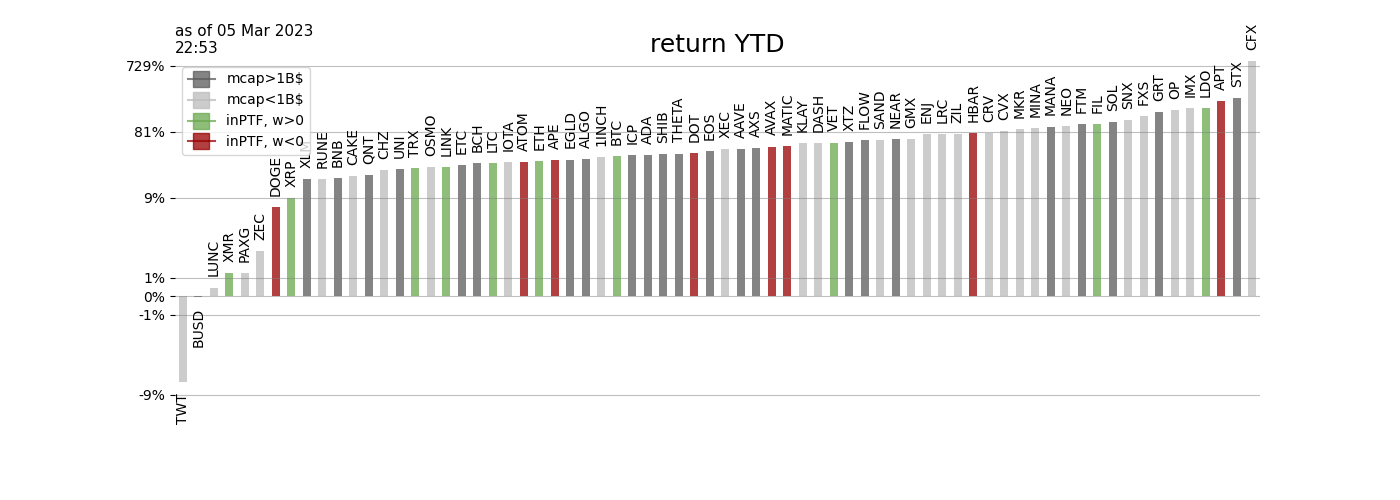 as of 05 Mar 2023
22:53
return YTD
729%
81%
9%
1%
0%
-1%
-9%
mcap>1B$
mcap<1B$
inPTF, w>0
inPTF, w<0
TWT
BUSD
LUNC
XMR
PAXG
ZEC
DOGE
XRP
XLM
RUNE
BNB
CAKE
QNT
CHZ
UNI
TRX
OSMO
LINK
ETC
BCH
LTC
IOTA
ATOM
ETH
APE
EGLD
ALGO
1INCH
BTC
ICP
ADA
SHIB
THETA
DOT
EOS
XEC
AAVE
AXS
AVAX
MATIC
KLAY
DASH
VET
XTZ
FLOW
SAND
NEAR
GMX
ENJ
LRC
ZIL
HBAR
CRV
CVX
MKR
MINA
MANA
NEO
FTM
FIL
SOL
SNX
FXS
GRT
OP
IMX
LDO
APT
STX
CFX